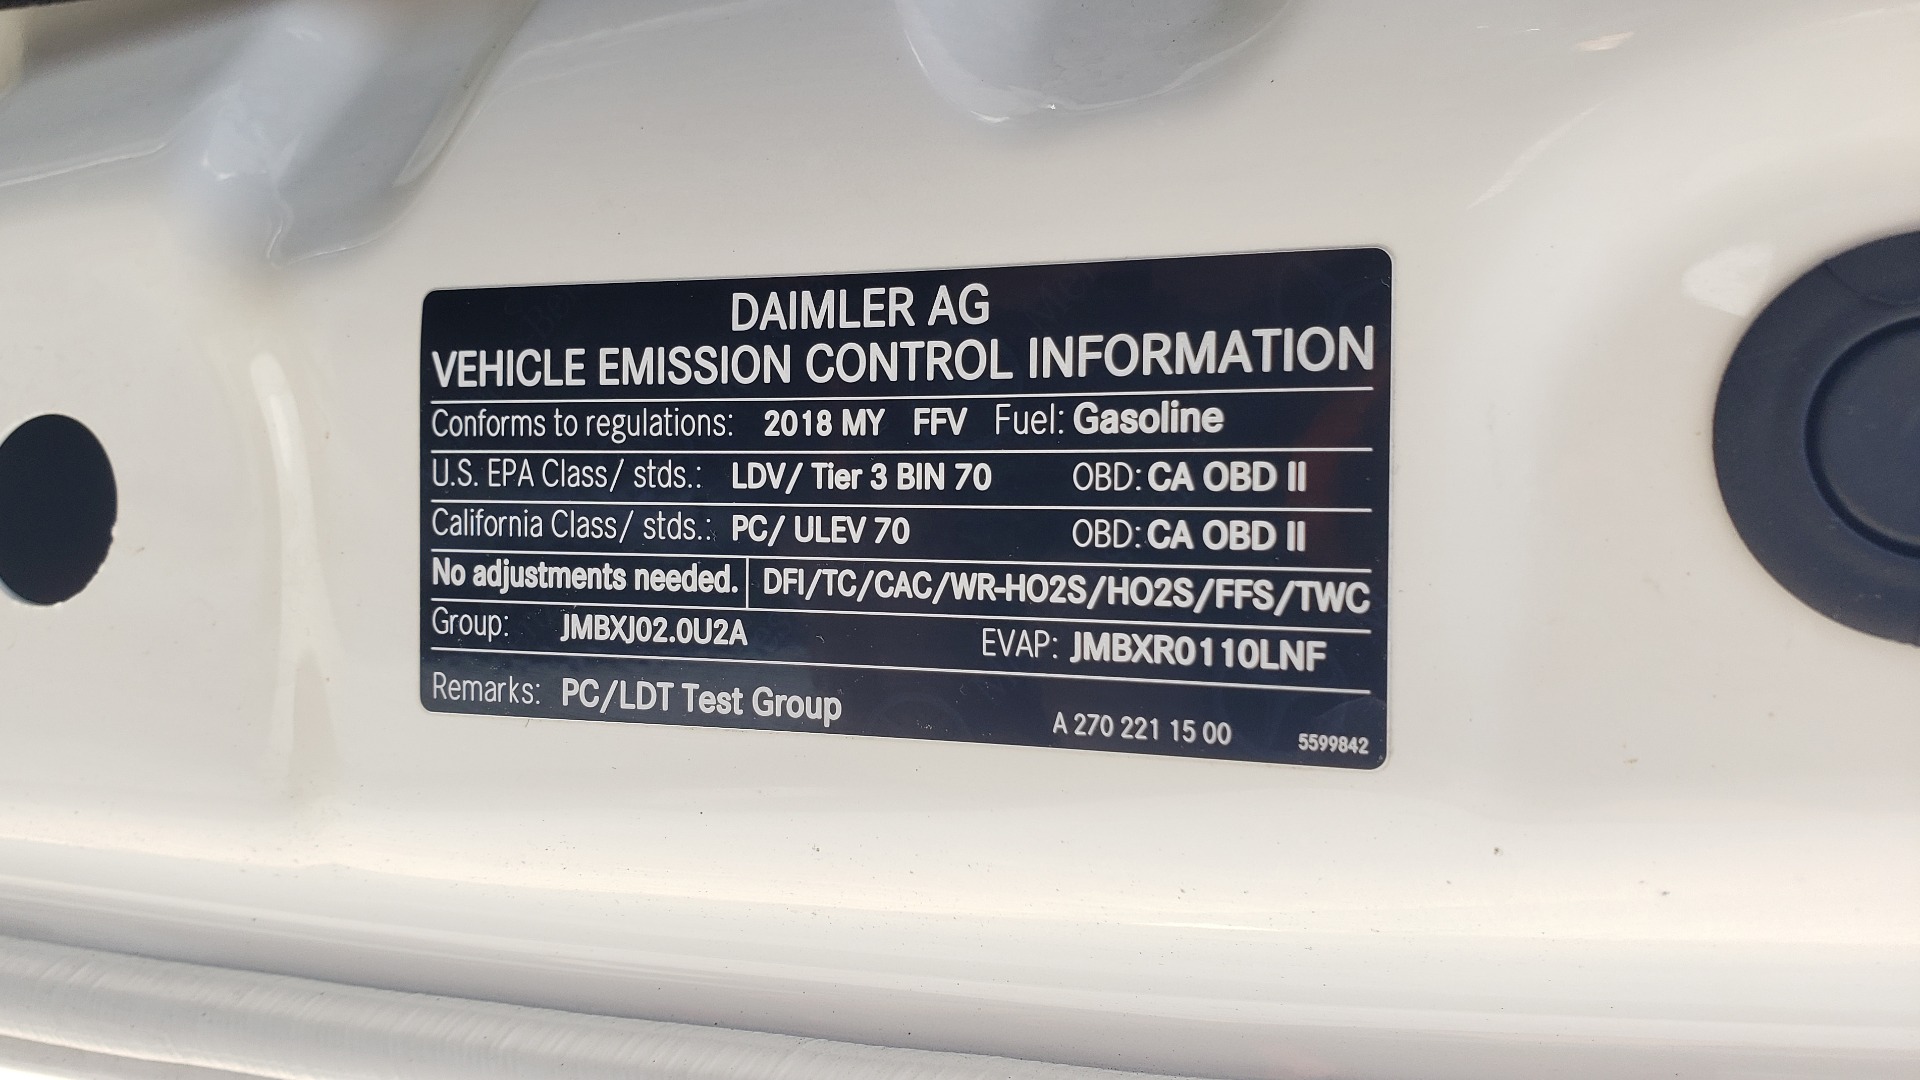 DAIMLER AG
VEHICLE EMISSION CONTROL INFORMATION
Conforms to regulations: 2018 MY FFV Fuel: Gasoline
U.S. EPA Class/ stds.: LDV/ Tier 3 BIN 70 OBD: CA OBD II
California Class/ stds.: PC/ ULEV 70 OBD: CA OBD II
No adjustments needed. DFI/TC/CAC/WR-HO2S/HO2S/FFS/TWC
Group: JMBXJ02.0U2A EVAP: JMBXR0110LNF
Remarks: PC/LDT Test Group
A 270 221 15 00 5599842